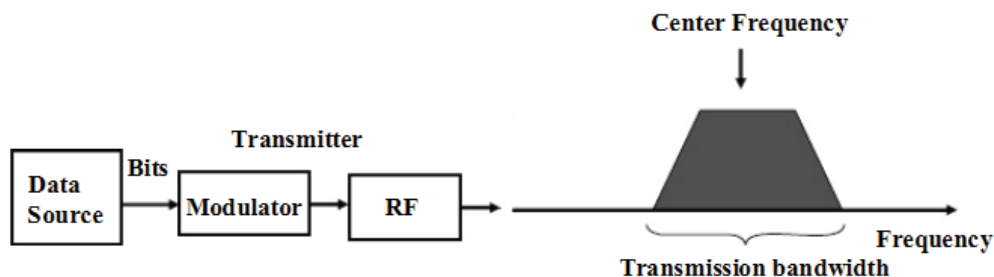 Center Frequency
Transmitter
Bits
Data
Source
Modulator
RF
Frequency
Transmission bandwidth